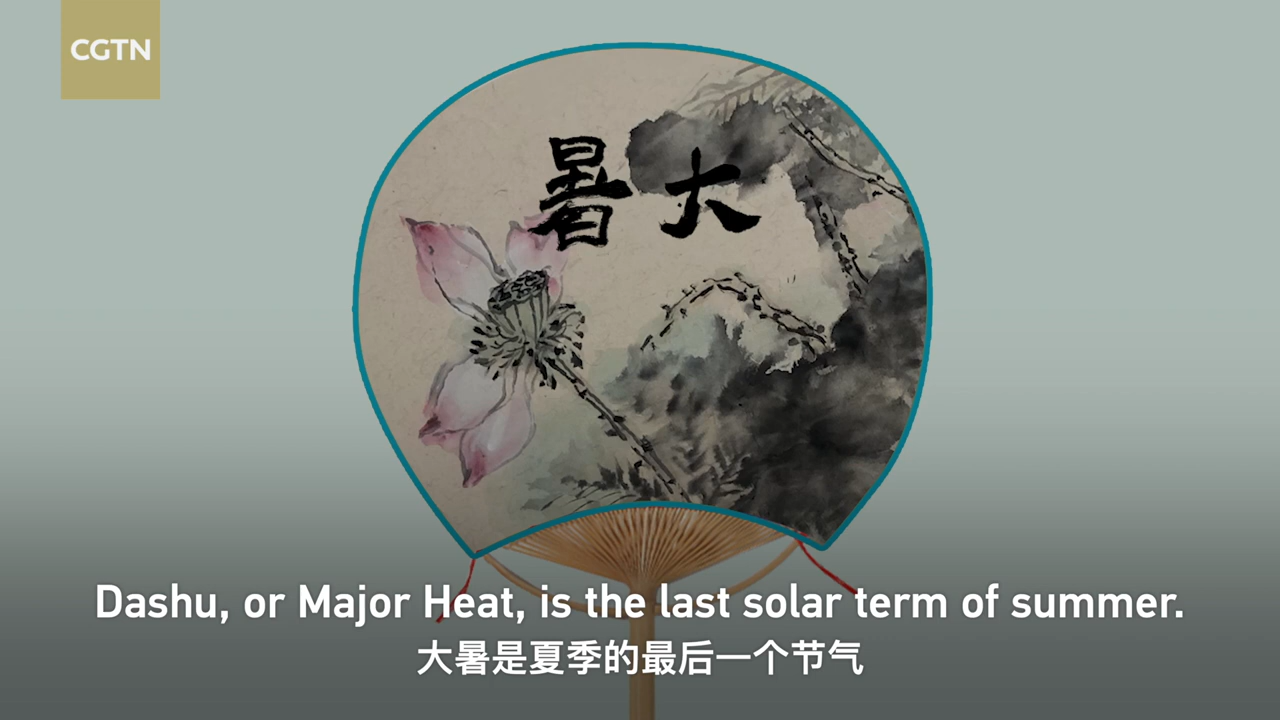 CGTN
大暑
Dashu, or Major Heat, is the last solar term of summer.
大暑是夏季的最后一个节气